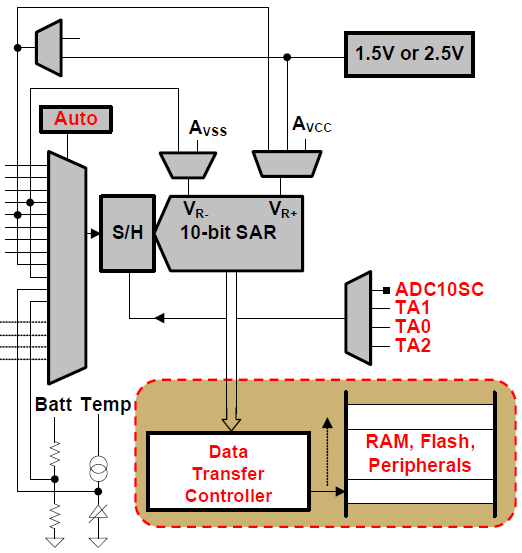 1.5V or 2.5V
Auto
AVSS
AVCC
VR-
VR+
S/H
10-bit SAR
ADC10SC
TA1
TA0
TA2
Batt Temp
Data
Transfer
Controller
RAM, Flash,
Peripherals